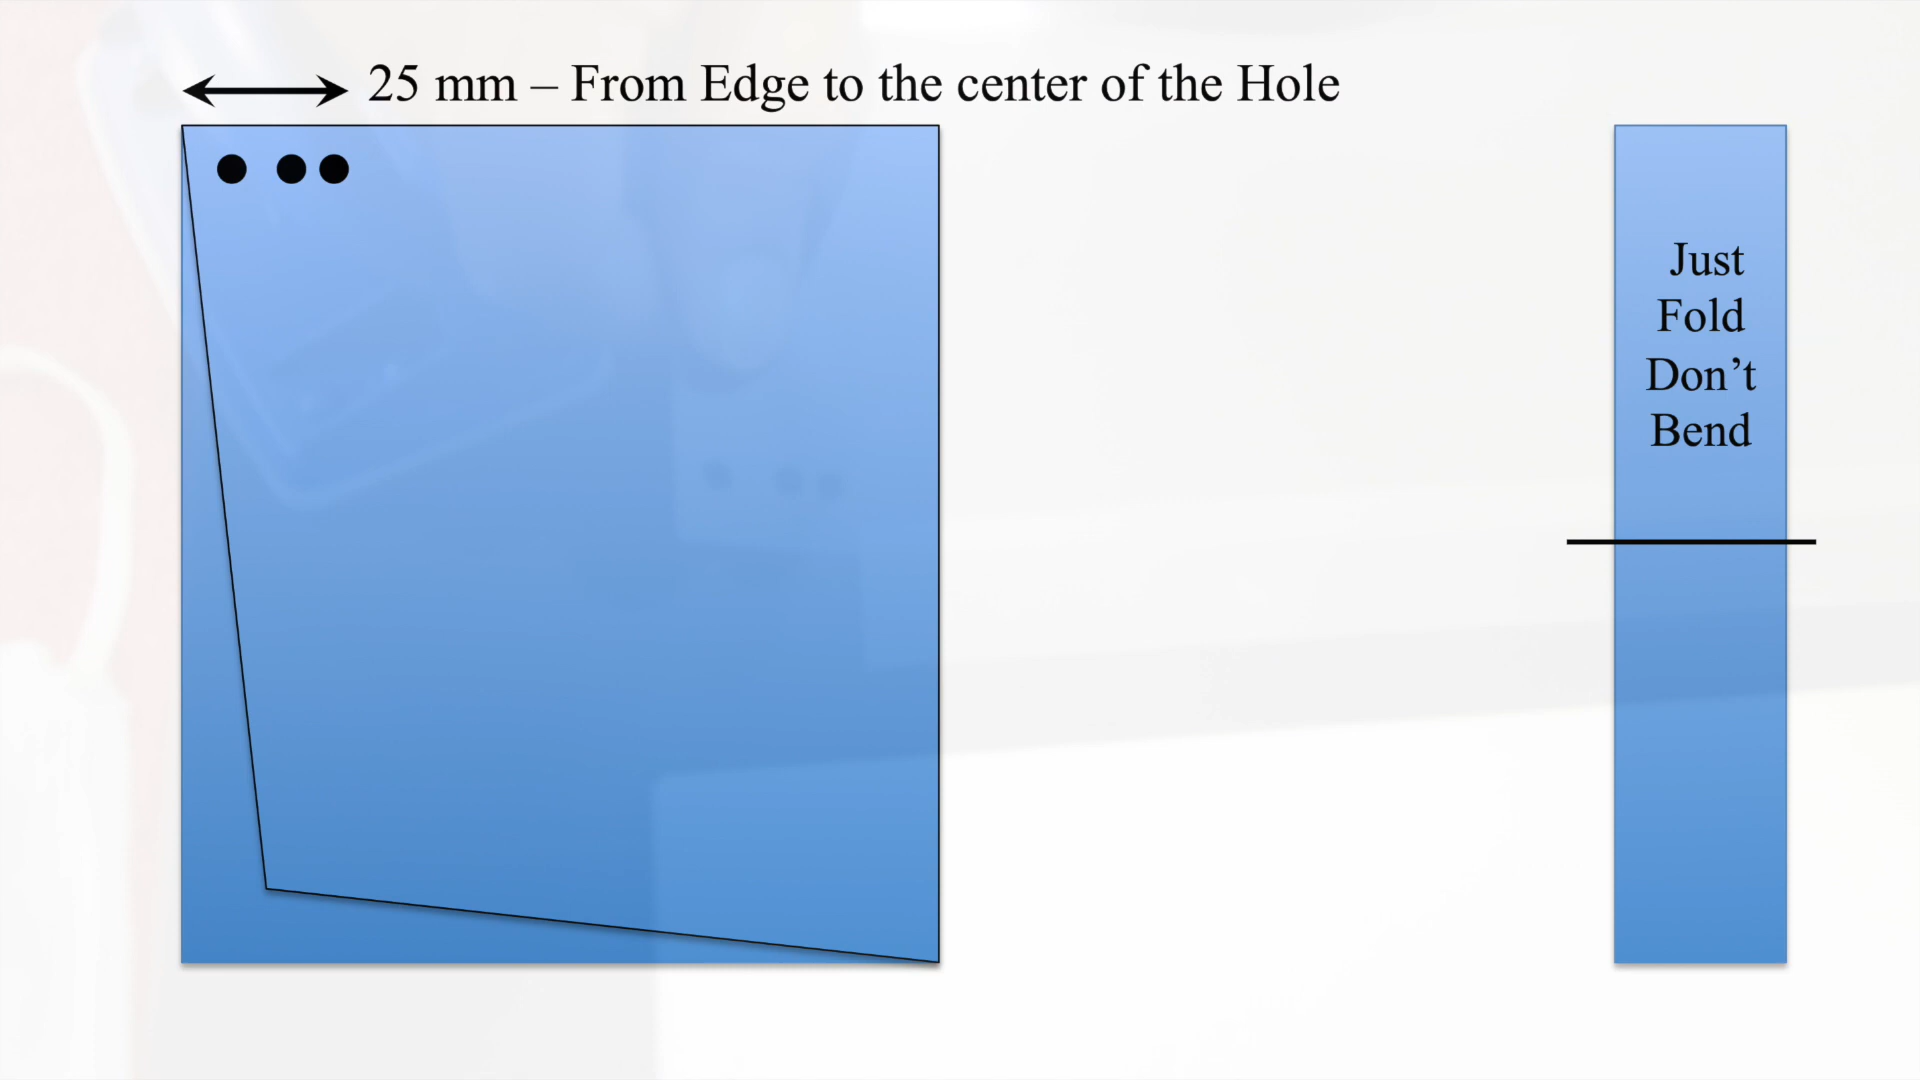 25 mm – From Edge to the center of the Hole
Just
Fold
Don’t
Bend